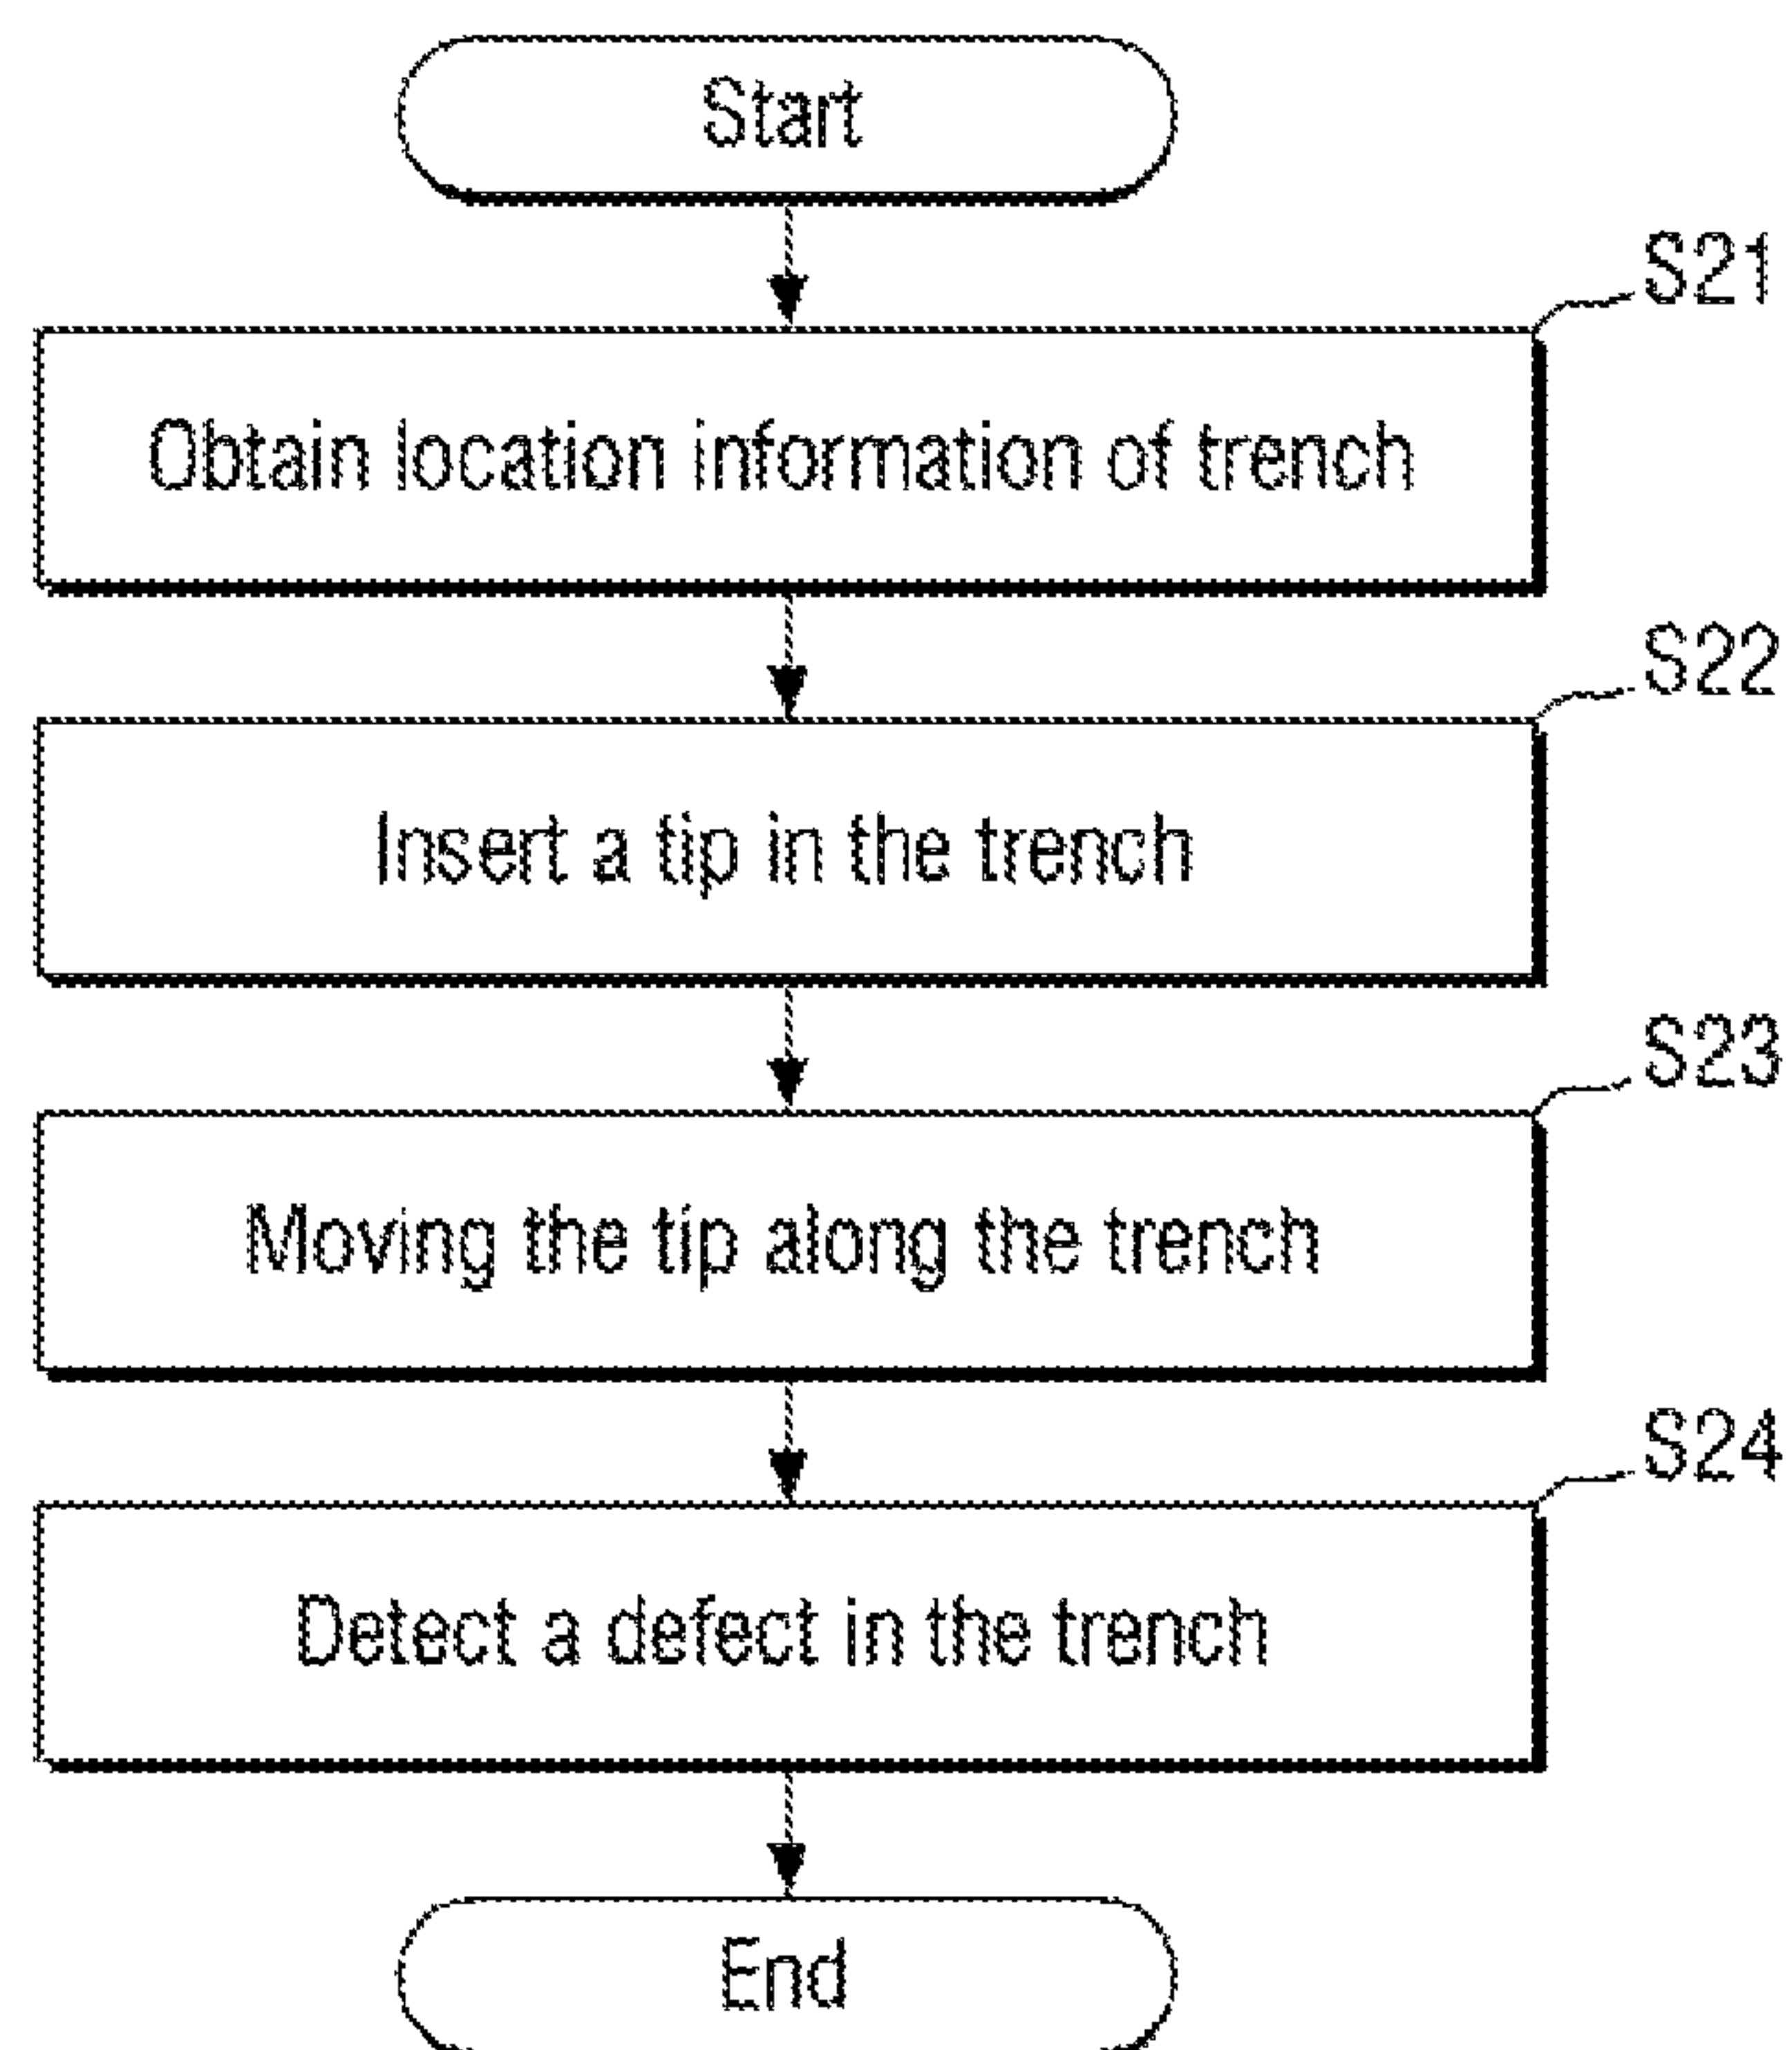 Start
S21
Obtain location information of trench
S22
Insert a tip in the trench
S23
Moving the tip along the trench
S24
Detect a defect in the trench
End